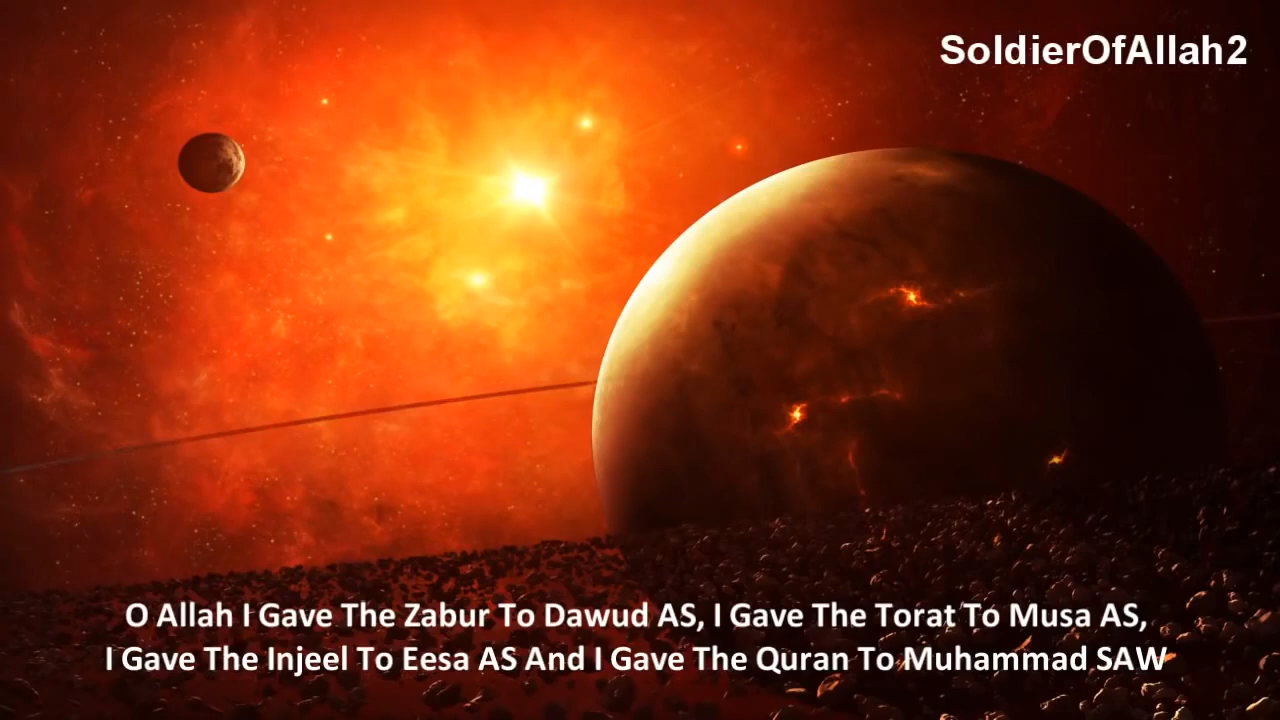 SoldierOfAllah2
O Allah I Gave The Zabur To Dawud AS, I Gave The Torat To Musa AS,
I Gave The Injeel To Eesa AS And I Gave The Quran To Muhammad SAW